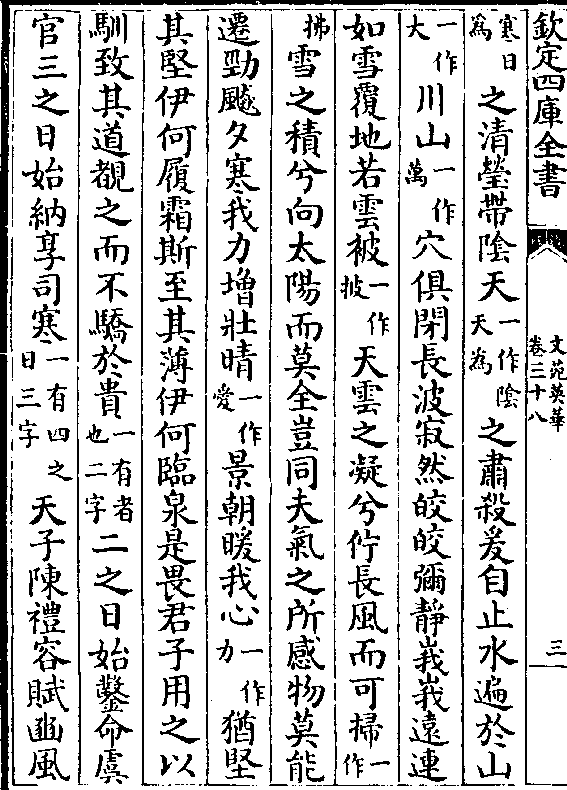 欽定四庫全書
文苑英華
卷三十八
三
寒日為之清瑩帶陰天一作陰天為之肅殺爰自止水遍於山
一作大川山一作萬穴俱閉長波寂然皎皎彌靜峩峩遠連
如雪覆地若雲被一作披天雲之凝兮佇長風而可掃一作
拂雪之積兮向太陽而莫全豈同夫氣之所感物莫能
遷勁飈夕寒我力增壯晴一作愛景朝暖我心一作力猶堅
其堅伊何履霜斯至其薄伊何臨泉是畏君子用之以
馴致其道覩之而不驕於貴一有者也二字二之日始鑿命虞
官三之日始納享司寒一有四之日三字天子陳禮容賦豳風